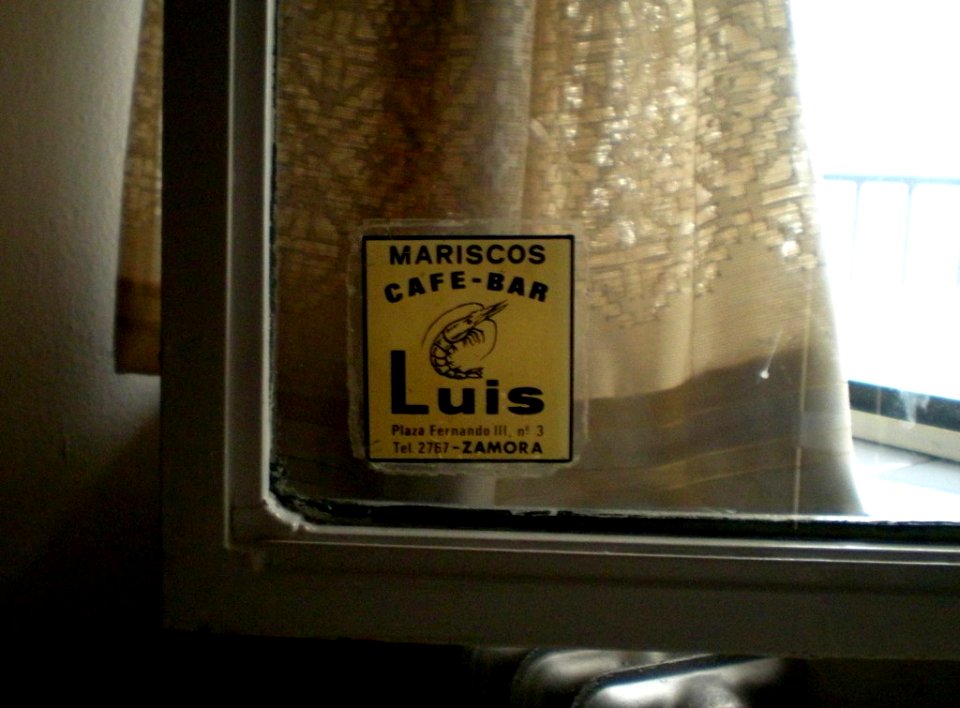 MARISCOS
CAFE-BAR
Luis
Plaza Fernando III, nº 3
Tel. 2767-ZAMORA